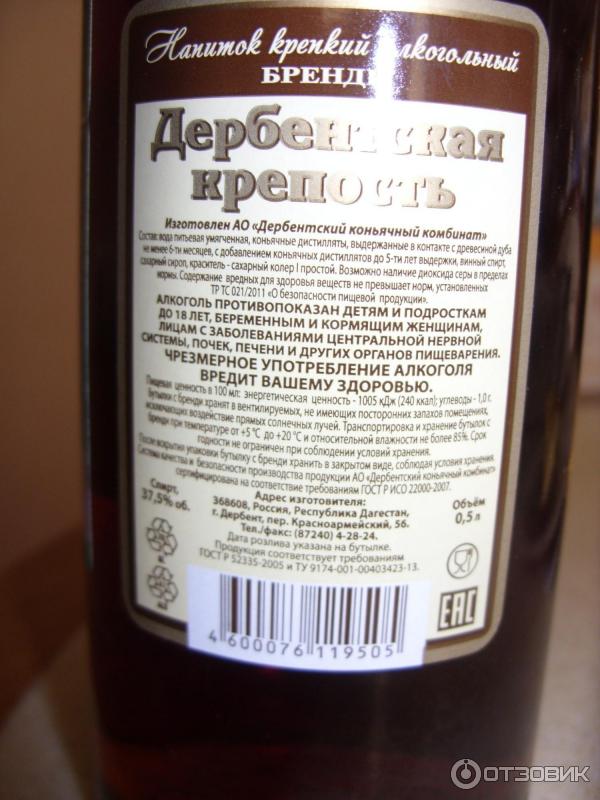 Напиток крепкий алкогольный
БРЕНДИ
Дербентская
крепость
Изготовлен АО «Дербентский коньячный комбинат»
Состав: вода питьевая умягченная, коньячные дистилляты, выдержанные в контакте с древесиной дуба
не менее 6-ти месяцев, с добавлением коньячных дистиллятов до 5-ти лет выдержки, винный спирт,
сахарный сироп, краситель - сахарный колер I простой. Возможно наличие диоксида серы в пределах
нормы. Содержание вредных для здоровья веществ не превышает норм, установленных
ТР ТС 021/2011 «О безопасности пищевой продукции».
АЛКОГОЛЬ ПРОТИВОПОКАЗАН ДЕТЯМ И ПОДРОСТКАМ
ДО 18 ЛЕТ, БЕРЕМЕННЫМ И КОРМЯЩИМ ЖЕНЩИНАМ,
ЛИЦАМ С ЗАБОЛЕВАНИЯМИ ЦЕНТРАЛЬНОЙ НЕРВНОЙ
СИСТЕМЫ, ПОЧЕК, ПЕЧЕНИ И ДРУГИХ ОРГАНОВ ПИЩЕВАРЕНИЯ.
ЧРЕЗМЕРНОЕ УПОТРЕБЛЕНИЕ АЛКОГОЛЯ
ВРЕДИТ ВАШЕМУ ЗДОРОВЬЮ.
Пищевая ценность в 100 мл: энергетическая ценность - 1005 кДж (240 ккал); углеводы - 1,0 г.
Бутылки с бренди хранят в вентилируемых, не имеющих посторонних запахов помещениях,
исключающих воздействие прямых солнечных лучей. Транспортировка и хранение бутылок с
бренди при температуре от +5 °C до +20 °C и относительной влажности не более 85%. Срок
годности не ограничен при соблюдении условий хранения.
После вскрытия упаковки бутылку с бренди хранить в закрытом виде, соблюдая условия хранения.
Система качества и безопасности производства продукции АО «Дербентский коньячный комбинат»
сертифицирована на соответствие требованиям ГОСТ Р ИСО 22000-2007.
Спирт,
37,5% об.
Адрес изготовителя:
368608, Россия, Республика Дагестан,
г. Дербент, пер. Красноармейский, 56.
Тел./факс: (87240) 4-28-24.
Дата розлива указана на бутылке.
Продукция соответствует требованиям
ГОСТ Р 52335-2005 и ТУ 9174-001-00403423-13.
Объём
0,5 л
EAC
4 600076 119505
ОТЗОВИК